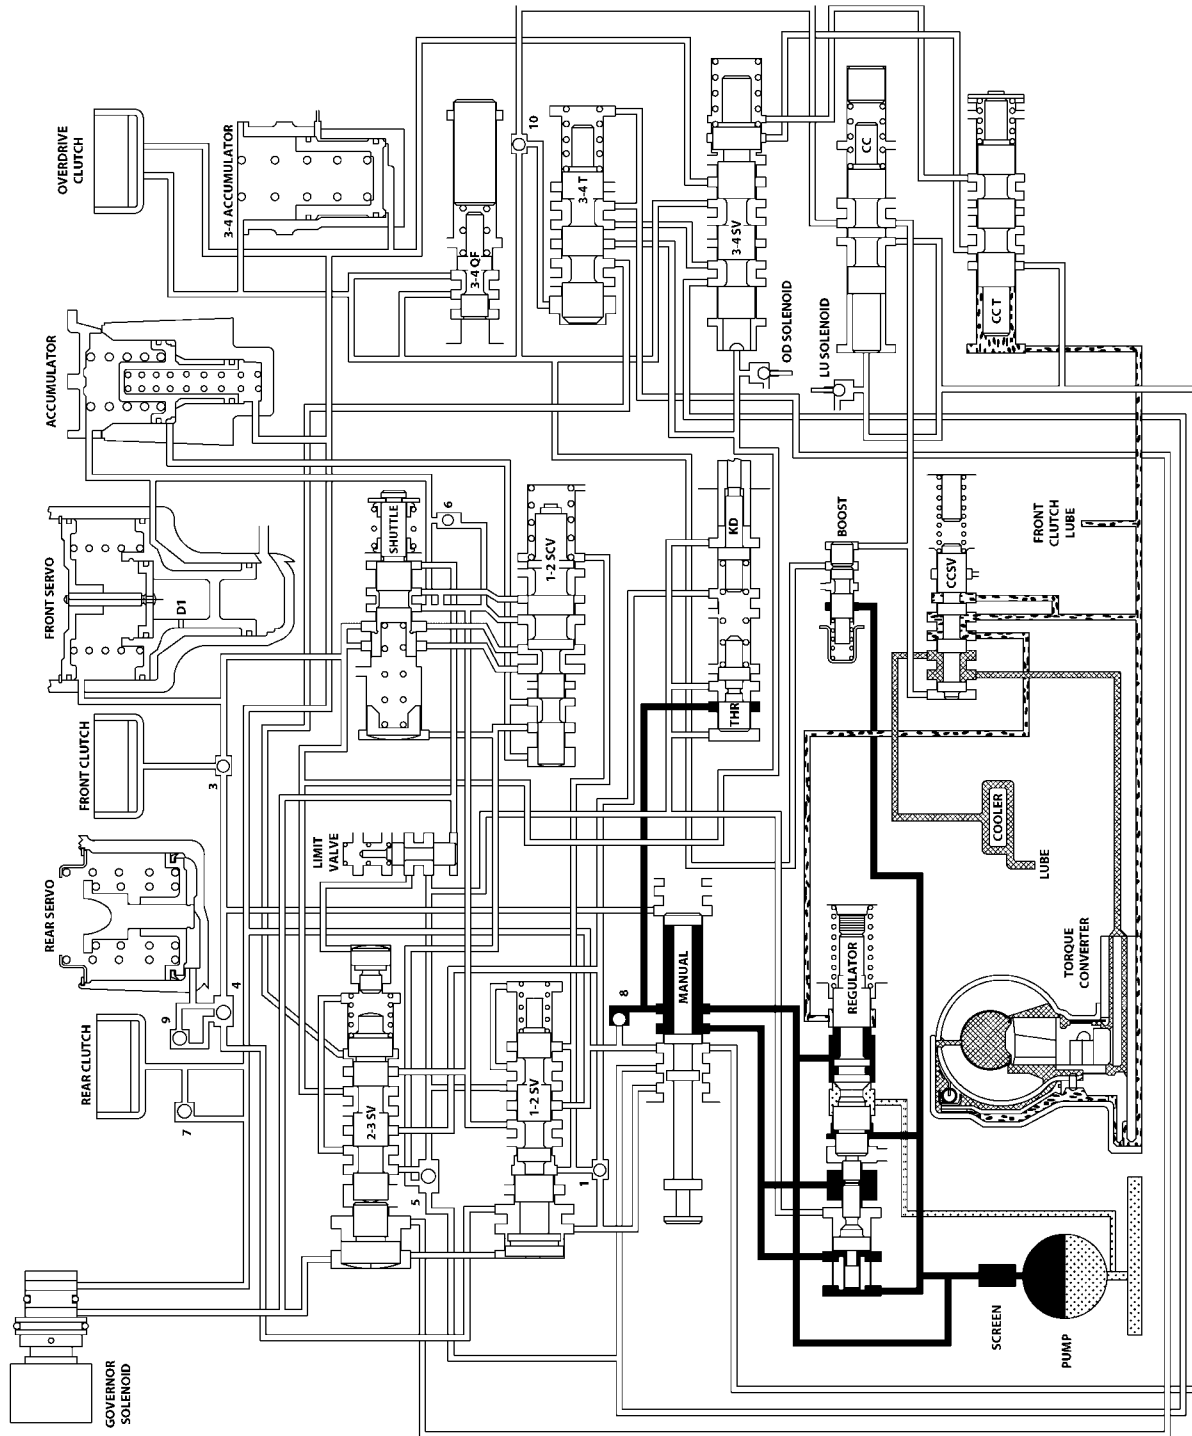 OVERDRIVE
CLUTCH
3-4 ACCUMULATOR
3-4 QF
10
3-4 T
3-4 SV
OD SOLENOID
LU SOLENOID
CC
CC T
ACCUMULATOR
FRONT SERVO
D1
SHUTTLE
6
1-2 SCV
KD
THR
BOOST
CCSV
FRONT
CLUTCH
LUBE
FRONT CLUTCH
3
LIMIT
VALVE
COOLER
LUBE
REAR SERVO
4
9
REAR CLUTCH
7
2-3 SV
5
1-2 SV
1
8
MANUAL
REGULATOR
TORQUE
CONVERTER
GOVERNOR
SOLENOID
SCREEN
PUMP